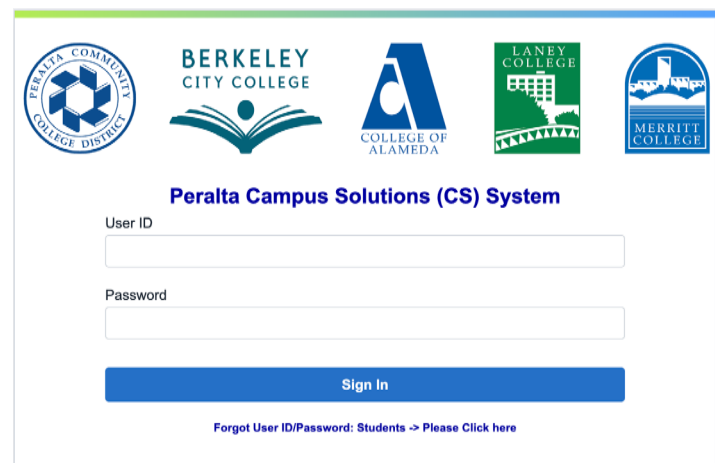 PERALTA COMMUNITY COLLEGE DISTRICT
BERKELEY
CITY COLLEGE
COLLEGE OF
ALAMEDA
LANEY
COLLEGE
MERRITT
COLLEGE
Peralta Campus Solutions (CS) System
User ID
Password
Sign In
Forgot User ID/Password: Students -> Please Click here